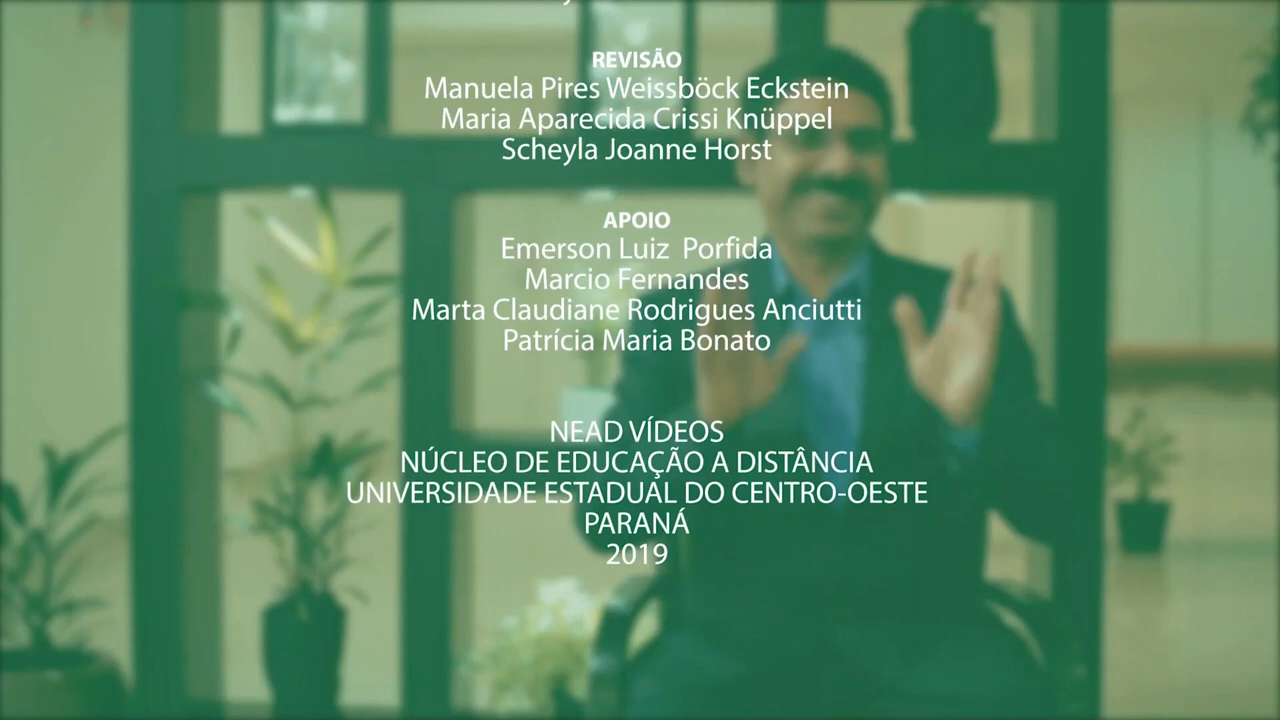 REVISÃO
Manuela Pires Weissböck Eckstein
Maria Aparecida Crissi Knüppel
Scheyla Joanne Horst
APOIO
Emerson Luiz Porfida
Marcio Fernandes
Marta Claudiane Rodrigues Anciutti
Patrícia Maria Bonato
NEAD VÍDEOS
NÚCLEO DE EDUCAÇÃO A DISTÂNCIA
UNIVERSIDADE ESTADUAL DO CENTRO-OESTE
PARANÁ
2019